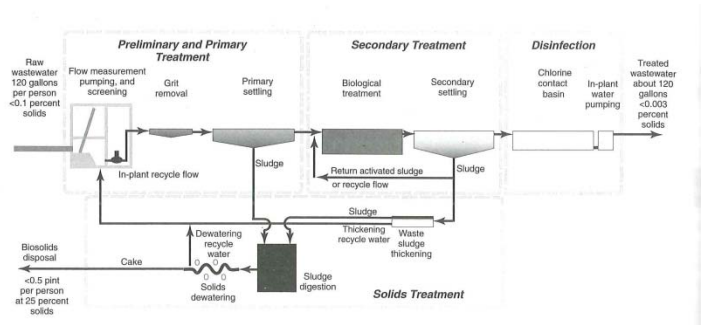 Preliminary and Primary
Treatment
Secondary Treatment
Disinfection
Raw
wastewater
120 gallons
per person
<0.1 percent
solids
Flow measurement
pumping, and
screening
Grit
removal
Primary
settling
Biological
treatment
Secondary
settling
Chlorine
contact
basin
In-plant
water
pumping
Treated
wastewater
about 120
gallons
<0.003
percent
solids
In-plant recycle flow
Sludge
Return activated sludge
or recycle flow
Sludge
Sludge
Dewatering
recycle
water
Thickening
recycle water
Waste
sludge
thickening
Biosolids
disposal
Cake
<0.5 pint
per person
at 25 percent
solids
Solids
dewatering
Sludge
digestion
Solids Treatment